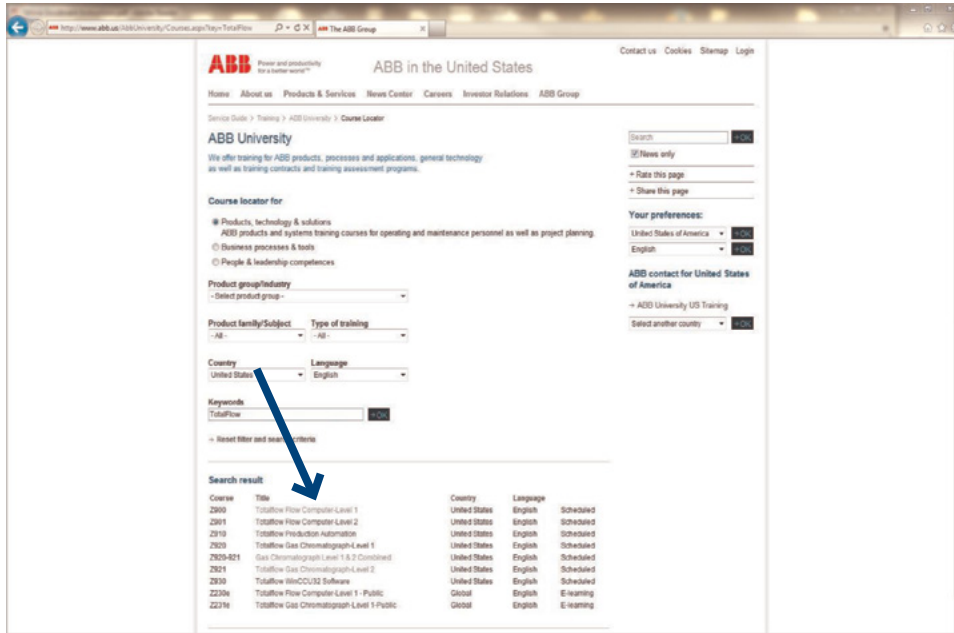 http://www.abb.us/AbbUniversity/Courses.aspx?key=TotalFlow
The ABB Group
Contact us Cookies Sitemap Login
ABB
Power and productivity
for a better world™
ABB in the United States
Home About us Products & Services News Center Careers Investor Relations ABB Group
Service Guide > Training > ABB University > Course Locator
ABB University
We offer training for ABB products, processes and applications, general technology
as well as training contracts and training assessment programs.
Search OK
News only
Rate this page
Share this page
Course locator for
Products, technology & solutions
ABB products and systems training courses for operating and maintenance personnel as well as project planning.
Business processes & tools
People & leadership competences
Your preferences:
United States of America OK
English OK
Product group/Industry
- Select product group -
ABB contact for United States
of America
ABB University US Training
Select another country OK
Product family/Subject Type of training
- All - - All -
Country Language
United States English
Keywords
TotalFlow OK
Reset filter and search criteria
Search result
Course Title Country Language
Z900 Totalflow Flow Computer-Level 1 United States English Scheduled
Z901 Totalflow Flow Computer-Level 2 United States English Scheduled
Z910 Totalflow Production Automation United States English Scheduled
Z920 Totalflow Gas Chromatograph-Level 1 United States English Scheduled
Z920-921 Gas Chromatograph Level 1 & 2 Combined United States English Scheduled
Z921 Totalflow Gas Chromatograph-Level 2 United States English Scheduled
Z930 Totalflow WinCCU32 Software United States English Scheduled
Z230e Totalflow Flow Computer-Level 1 - Public Global English E-learning
Z231e Totalflow Gas Chromatograph-Level 1-Public Global English E-learning